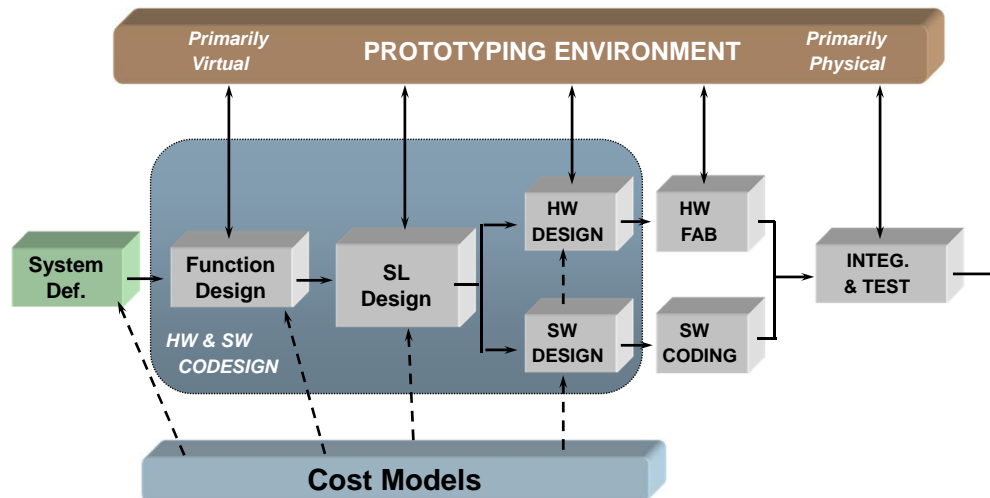 Primarily
Virtual
PROTOTYPING ENVIRONMENT
Primarily
Physical
HW
DESIGN
HW
FAB
System
Def.
Function
Design
SL
Design
INTEG.
& TEST
SW
DESIGN
SW
CODING
HW & SW
CODESIGN
Cost Models